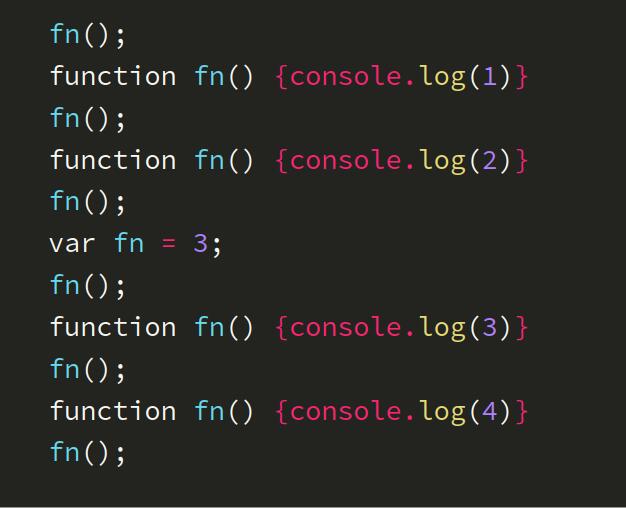 fn();
function fn() {console.log(1)}
fn();
function fn() {console.log(2)}
fn();
var fn = 3;
fn();
function fn() {console.log(3)}
fn();
function fn() {console.log(4)}
fn();